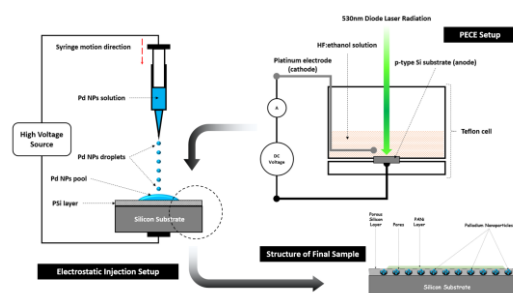 530nm Diode Laser Radiation
PECE Setup
Syringe motion direction
HF:ethanol solution
Platinum electrode
(cathode)
p-type Si substrate (anode)
Pd NPs solution
A
High Voltage
Source
Teflon cell
Pd NPs droplets
DC
Voltage
Pd NPs pool
PSi layer
Silicon Substrate
Structure of Final Sample
Porous
Silicon
Layer
Pores
Layer
Palladium Nanoparticles
Electrostatic Injection Setup
Silicon Substrate